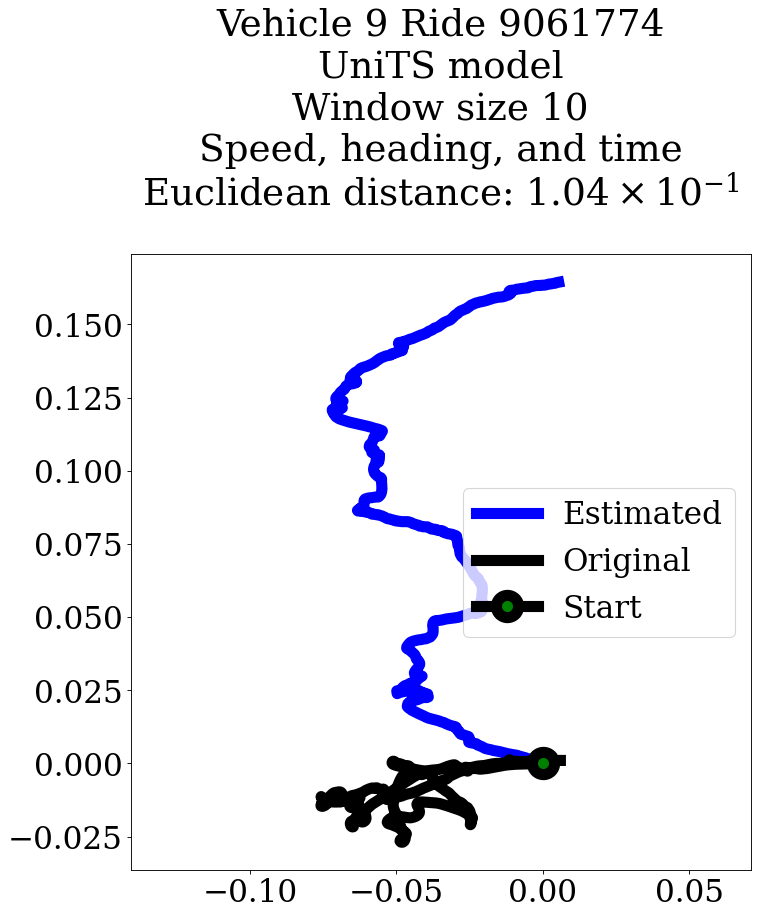 Vehicle 9 Ride 9061774
UniTS model
Window size 10
Speed, heading, and time
Euclidean distance: 1.04 × 10⁻¹
0.150
0.125
0.100
0.075
0.050
0.025
0.000
−0.025
Estimated
Original
Start
−0.10
−0.05
0.00
0.05